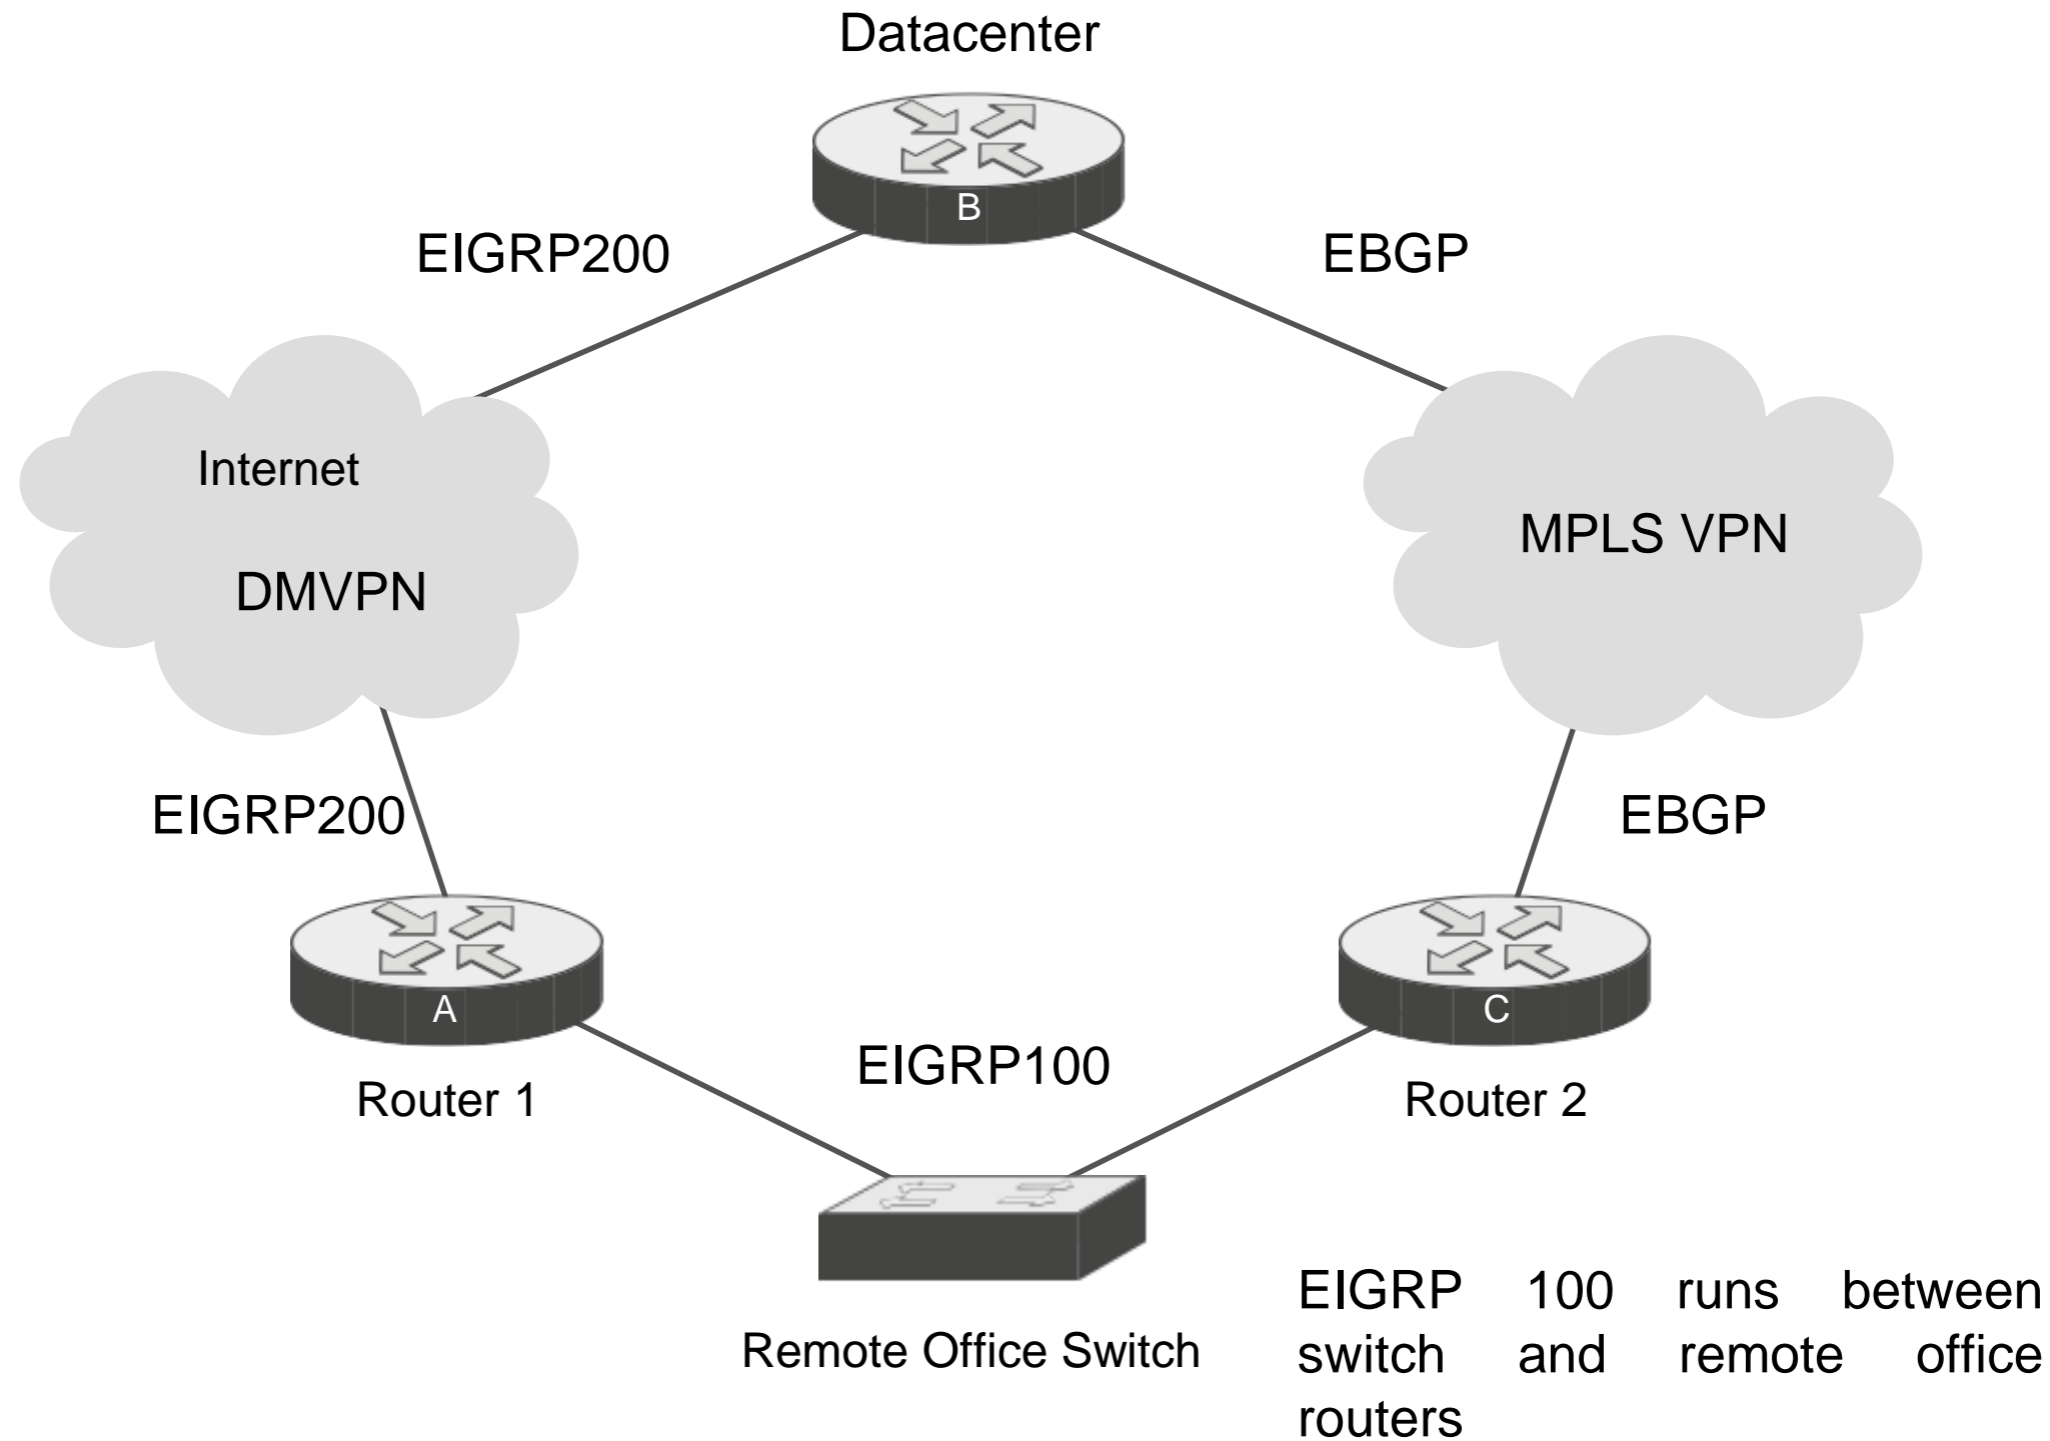 Datacenter
B
EIGRP200
EBGP
Internet
DMVPN
MPLS VPN
EIGRP200
EBGP
A
C
EIGRP100
Router 1
Router 2
Remote Office Switch
EIGRP 100 runs between
switch and remote office
routers